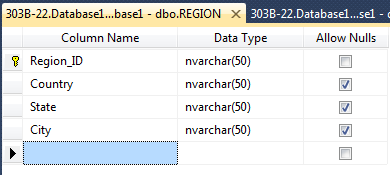 303B-22.Database1...base1 - dbo.REGION 303B-22.Database1...se1 - d
Column Name Data Type Allow Nulls
Region_ID nvarchar(50)
Country nvarchar(50)
State nvarchar(50)
City nvarchar(50)